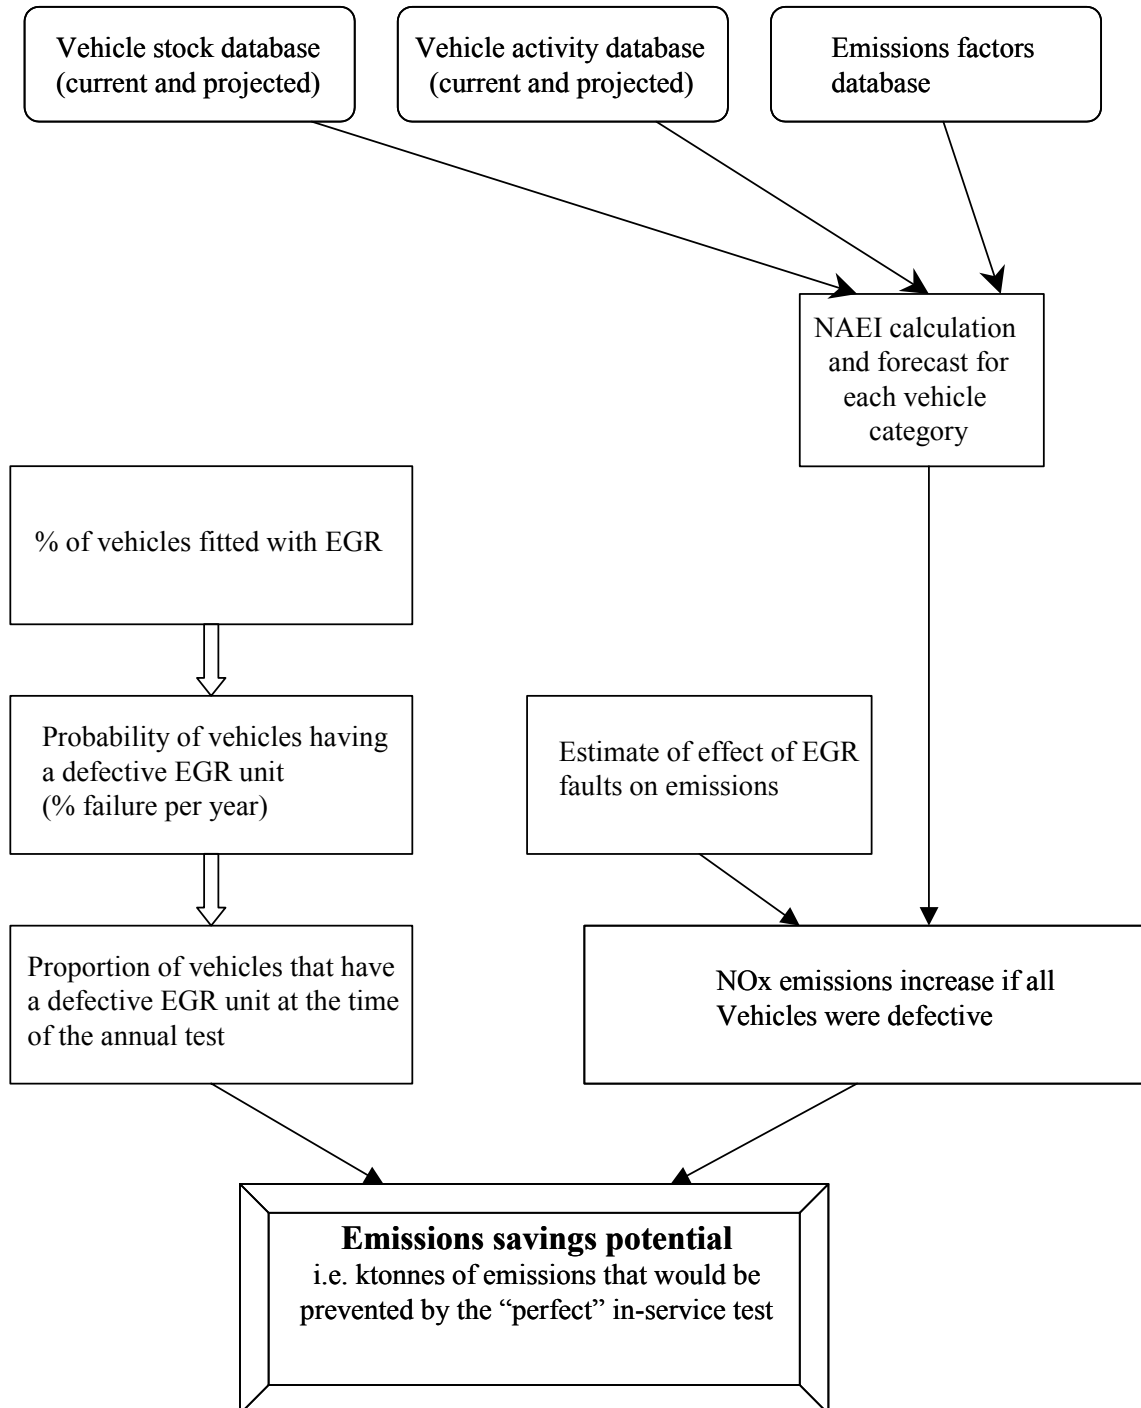 Vehicle stock database
(current and projected)
Vehicle activity database
(current and projected)
Emissions factors
database
NAEI calculation
and forecast for
each vehicle
category
% of vehicles fitted with EGR
Probability of vehicles having
a defective EGR unit
(% failure per year)
Estimate of effect of EGR
faults on emissions
Proportion of vehicles that have
a defective EGR unit at the time
of the annual test
NOx emissions increase if all
Vehicles were defective
Emissions savings potential
i.e. ktonnes of emissions that would be
prevented by the “perfect” in-service test